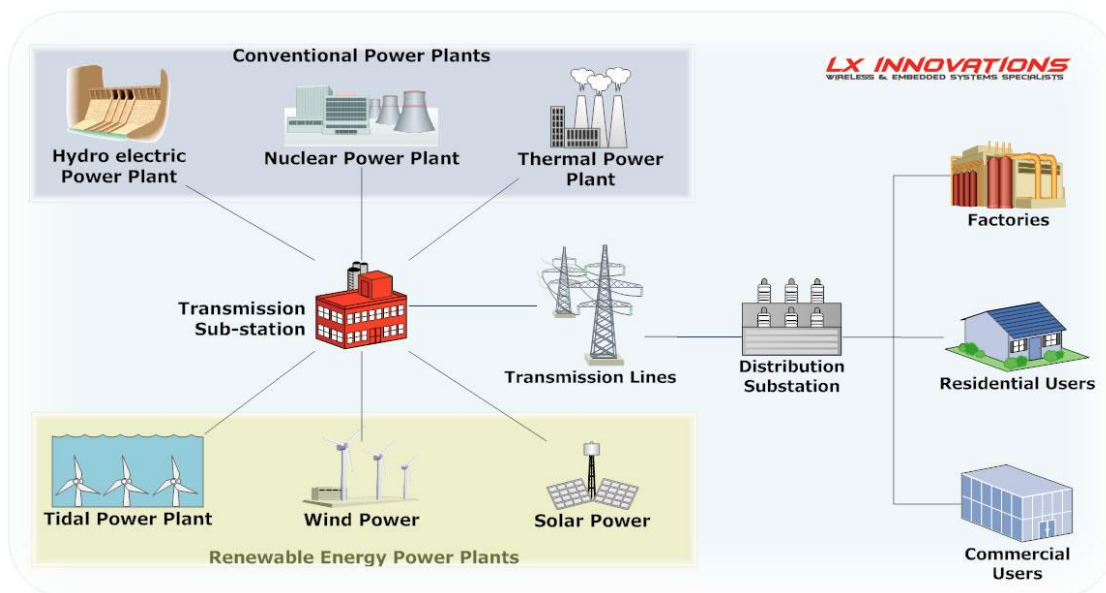 Conventional Power Plants
LX INNOVATIONS
WIRELESS & EMBEDDED SYSTEMS SPECIALISTS
Hydro electric
Power Plant
Nuclear Power Plant
Thermal Power
Plant
Factories
Transmission
Sub-station
Transmission Lines
Distribution
Substation
Residential Users
Tidal Power Plant
Wind Power
Solar Power
Renewable Energy Power Plants
Commercial
Users